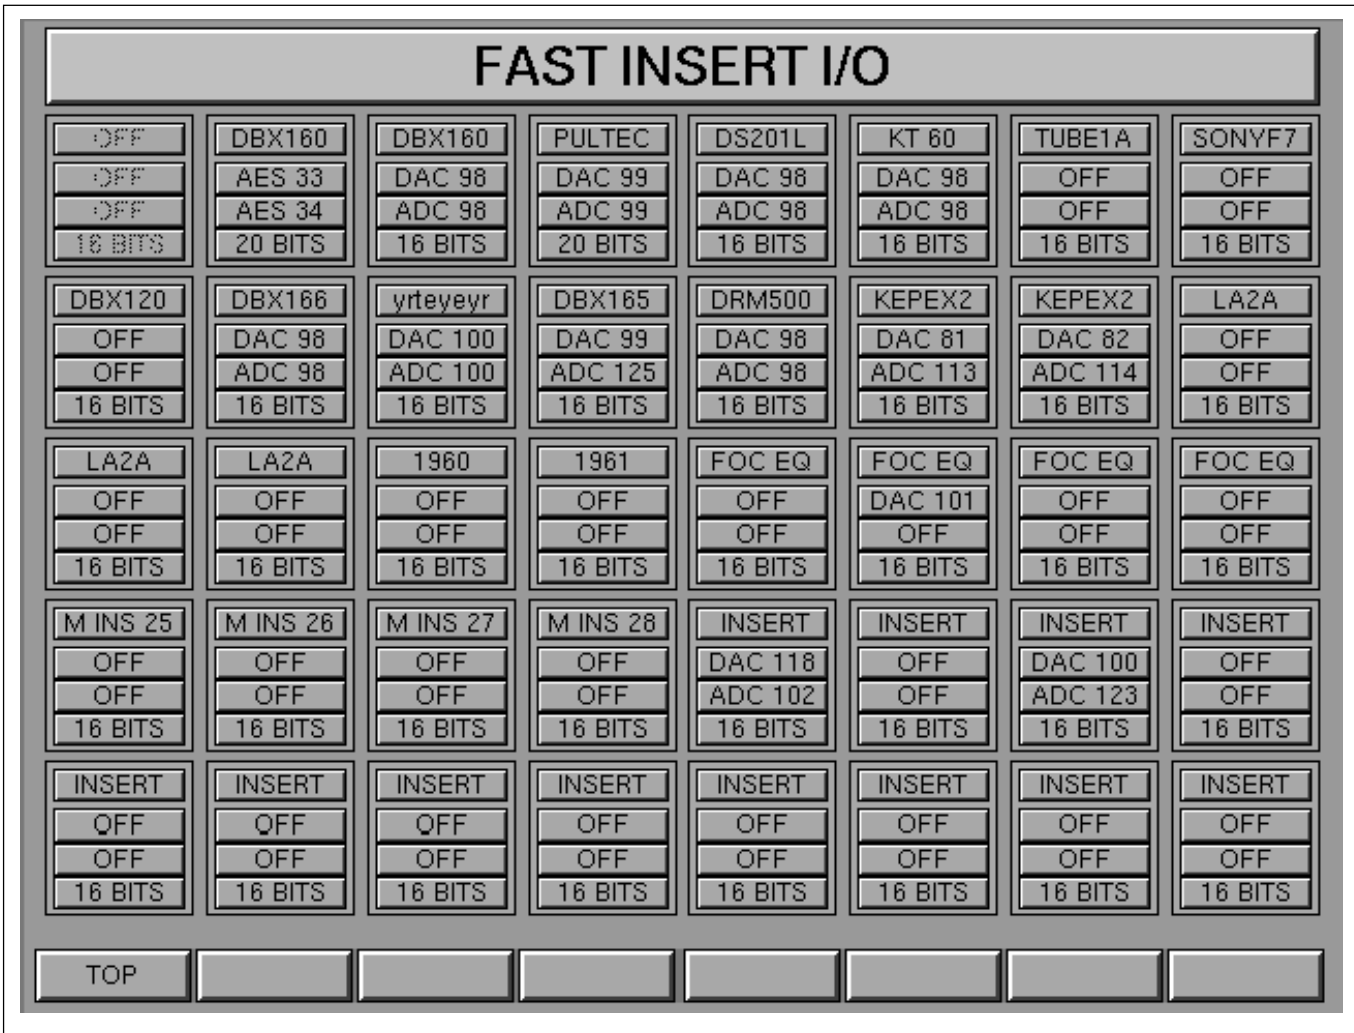 FAST INSERT I/O
OFF DBX160 DBX160 PULTEC DS201L KT 60 TUBE1A SONYF7
OFF AES 33 DAC 98 DAC 99 DAC 98 DAC 98 OFF OFF
OFF AES 34 ADC 98 ADC 99 ADC 98 ADC 98 OFF OFF
16 BITS 20 BITS 16 BITS 20 BITS 16 BITS 16 BITS 16 BITS 16 BITS
DBX120 DBX166 yrteyeyr DBX165 DRM500 KEPEX2 KEPEX2 LA2A
OFF DAC 98 DAC 100 DAC 99 DAC 98 DAC 81 DAC 82 OFF
OFF ADC 98 ADC 100 ADC 125 ADC 98 ADC 113 ADC 114 OFF
16 BITS 16 BITS 16 BITS 16 BITS 16 BITS 16 BITS 16 BITS 16 BITS
LA2A LA2A 1960 1961 FOC EQ FOC EQ FOC EQ FOC EQ
OFF OFF OFF OFF OFF DAC 101 OFF OFF
OFF OFF OFF OFF OFF OFF OFF OFF
16 BITS 16 BITS 16 BITS 16 BITS 16 BITS 16 BITS 16 BITS 16 BITS
M INS 25 M INS 26 M INS 27 M INS 28 INSERT INSERT INSERT INSERT
OFF OFF OFF OFF DAC 118 OFF DAC 100 OFF
OFF OFF OFF OFF ADC 102 OFF ADC 123 OFF
16 BITS 16 BITS 16 BITS 16 BITS 16 BITS 16 BITS 16 BITS 16 BITS
INSERT INSERT INSERT INSERT INSERT INSERT INSERT INSERT
OFF OFF OFF OFF OFF OFF OFF OFF
OFF OFF OFF OFF OFF OFF OFF OFF
16 BITS 16 BITS 16 BITS 16 BITS 16 BITS 16 BITS 16 BITS 16 BITS
TOP